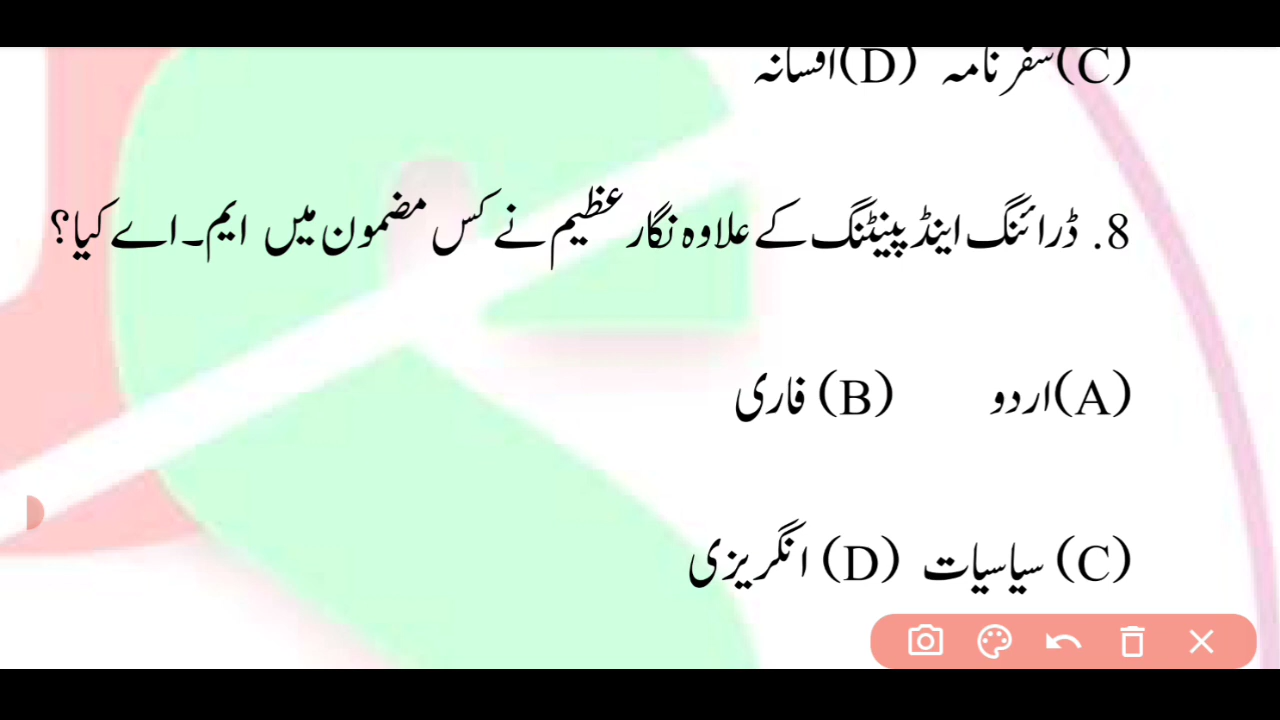 (C)سفر نامہ (D)افسانہ
8. ڈرائنگ اینڈ پینٹنگ کے علاوہ نگار عظیم نے کس مضمون میں ایم۔اے کیا؟
(A)اردو (B) فاری
(C) سیاسیات (D) انگریزی